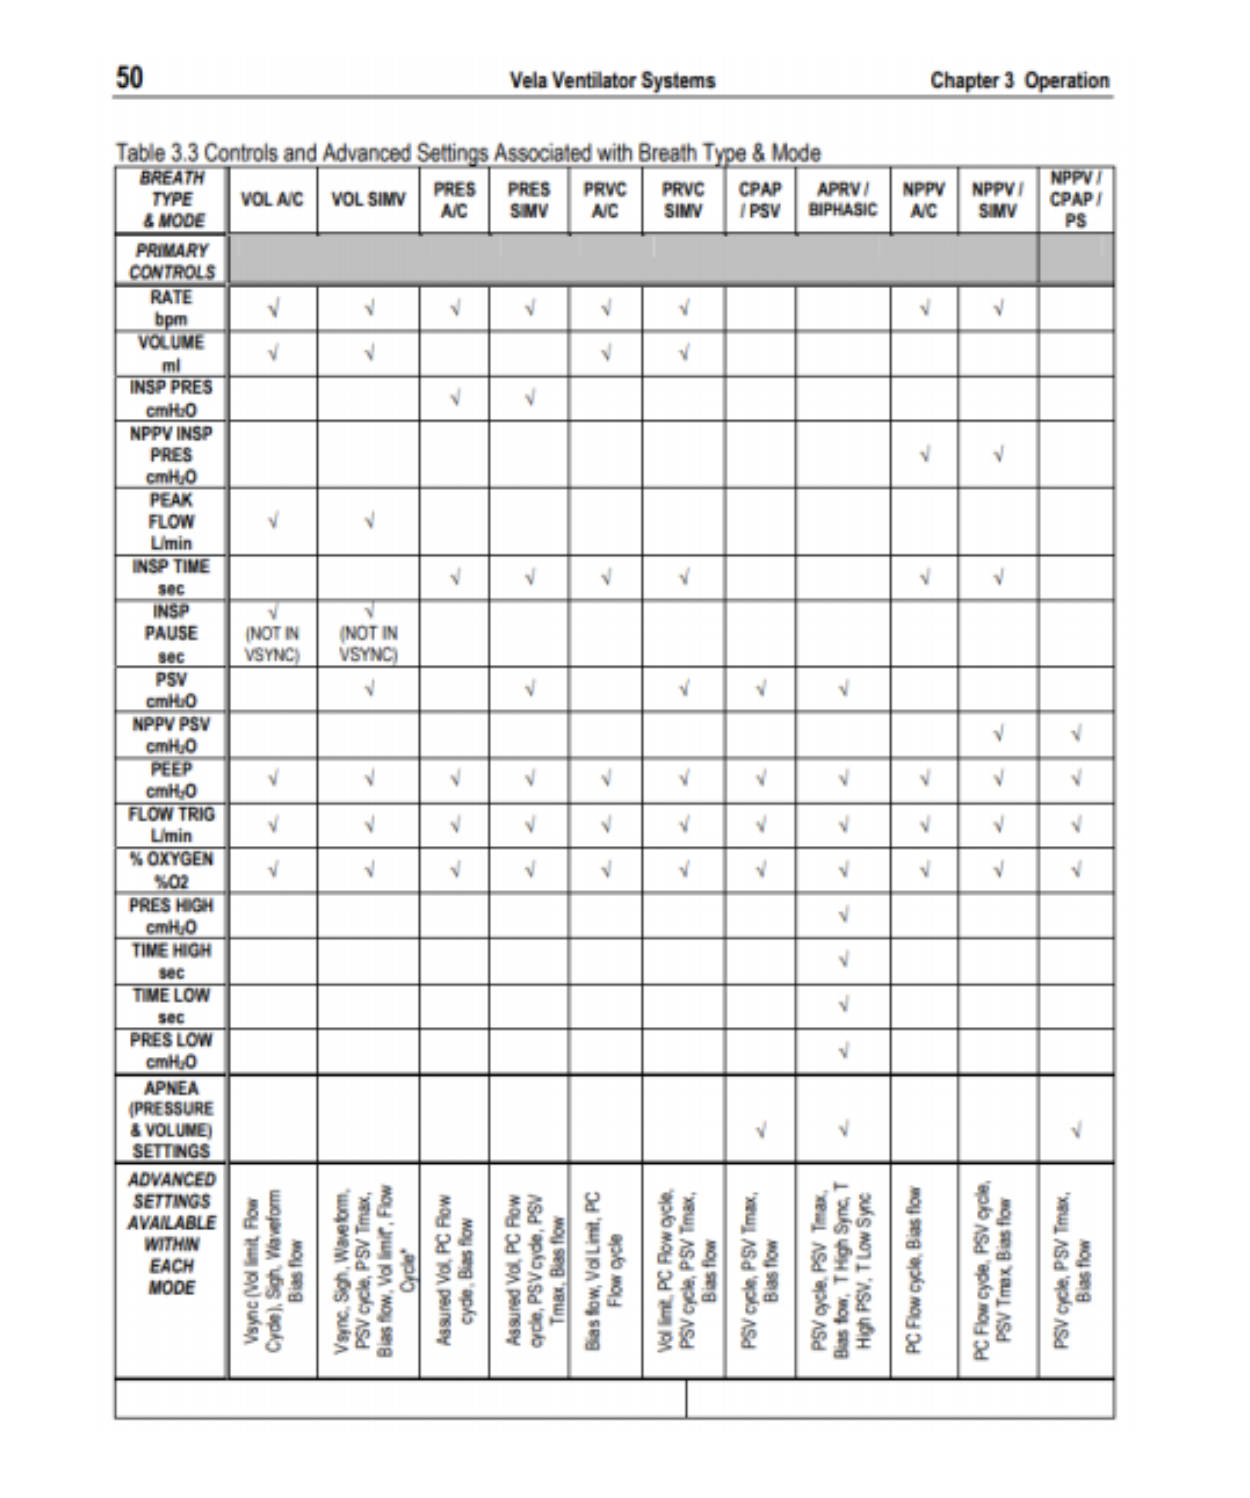 50 Vela Ventilator Systems Chapter 3 Operation
Table 3.3 Controls and Advanced Settings Associated with Breath Type & Mode
BREATH TYPE & MODE VOL A/C VOL SIMV PRES A/C PRES SIMV PRVC A/C PRVC SIMV CPAP / PSV APRV / BIPHASIC NPPV A/C NPPV / SIMV NPPV / CPAP / PS
PRIMARY CONTROLS
RATE bpm √ √ √ √ √ √ √ √
VOLUME ml √ √ √ √
INSP PRES cmH₂O √ √
NPPV INSP PRES cmH₂O √ √
PEAK FLOW L/min √ √
INSP TIME sec √ √ √ √ √ √
INSP PAUSE sec √ (NOT IN VSYNC) √ (NOT IN VSYNC)
PSV cmH₂O √ √ √ √ √
NPPV PSV cmH₂O √ √
PEEP cmH₂O √ √ √ √ √ √ √ √ √ √ √
FLOW TRIG L/min √ √ √ √ √ √ √ √ √ √ √
% OXYGEN %O2 √ √ √ √ √ √ √ √ √ √ √
PRES HIGH cmH₂O √
TIME HIGH sec √
TIME LOW sec √
PRES LOW cmH₂O √
APNEA (PRESSURE & VOLUME) SETTINGS √ √ √
ADVANCED SETTINGS AVAILABLE WITHIN EACH MODE
Vsync (Vol limit, Flow
Cycle), Sigh, Waveform
Bias flow
Vsync, Sigh, Waveform,
PSV cycle, PSV Tmax,
Bias flow, Vol limit*, Flow
Cycle*
Assured Vol, PC Flow
cycle, Bias flow
Assured Vol, PC Flow
cycle, PSV cycle, PSV
Tmax, Bias flow
Bias flow, Vol Limit, PC
Flow cycle
Vol limit, PC Flow cycle,
PSV cycle, PSV Tmax,
Bias flow
PSV cycle, PSV Tmax,
Bias flow
PSV cycle, PSV Tmax,
Bias flow, T High Sync, T
High PSV, T Low Sync
PC Flow cycle, Bias flow
PC Flow cycle, PSV cycle,
PSV Tmax, Bias flow
PSV cycle, PSV Tmax,
Bias flow